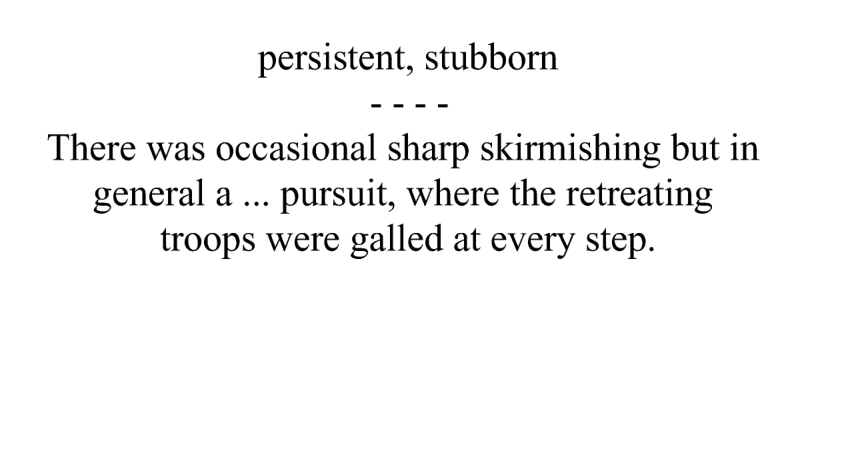 persistent, stubborn
- - - -
There was occasional sharp skirmishing but in
general a ... pursuit, where the retreating
troops were galled at every step.